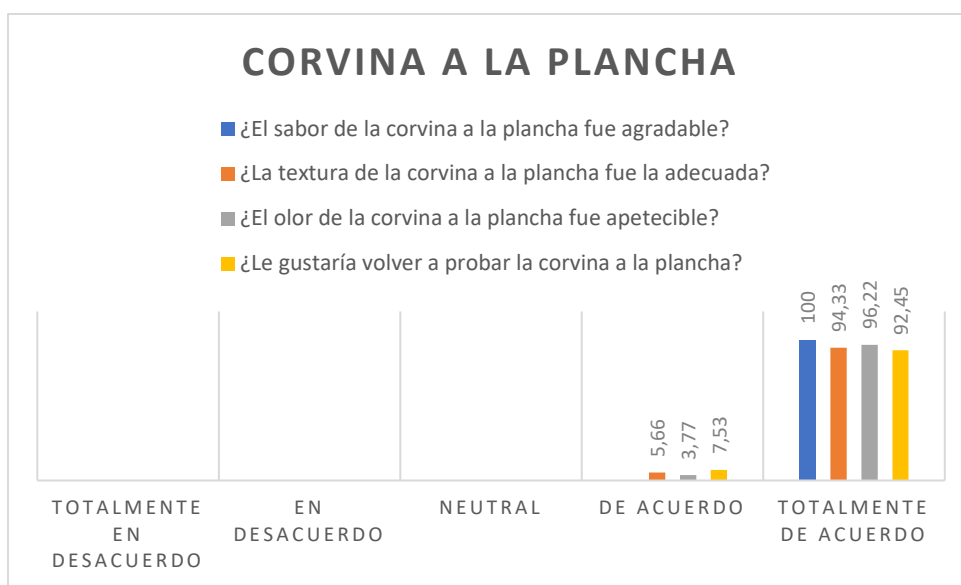 CORVINA A LA PLANCHA
¿El sabor de la corvina a la plancha fue agradable?
¿La textura de la corvina a la plancha fue la adecuada?
¿El olor de la corvina a la plancha fue apetecible?
¿Le gustaría volver a probar la corvina a la plancha?
5,66
3,77
7,53
100
94,33
96,22
92,45
TOTALMENTE
EN
DESACUERDO
EN
DESACUERDO
NEUTRAL
DE ACUERDO
TOTALMENTE
DE ACUERDO